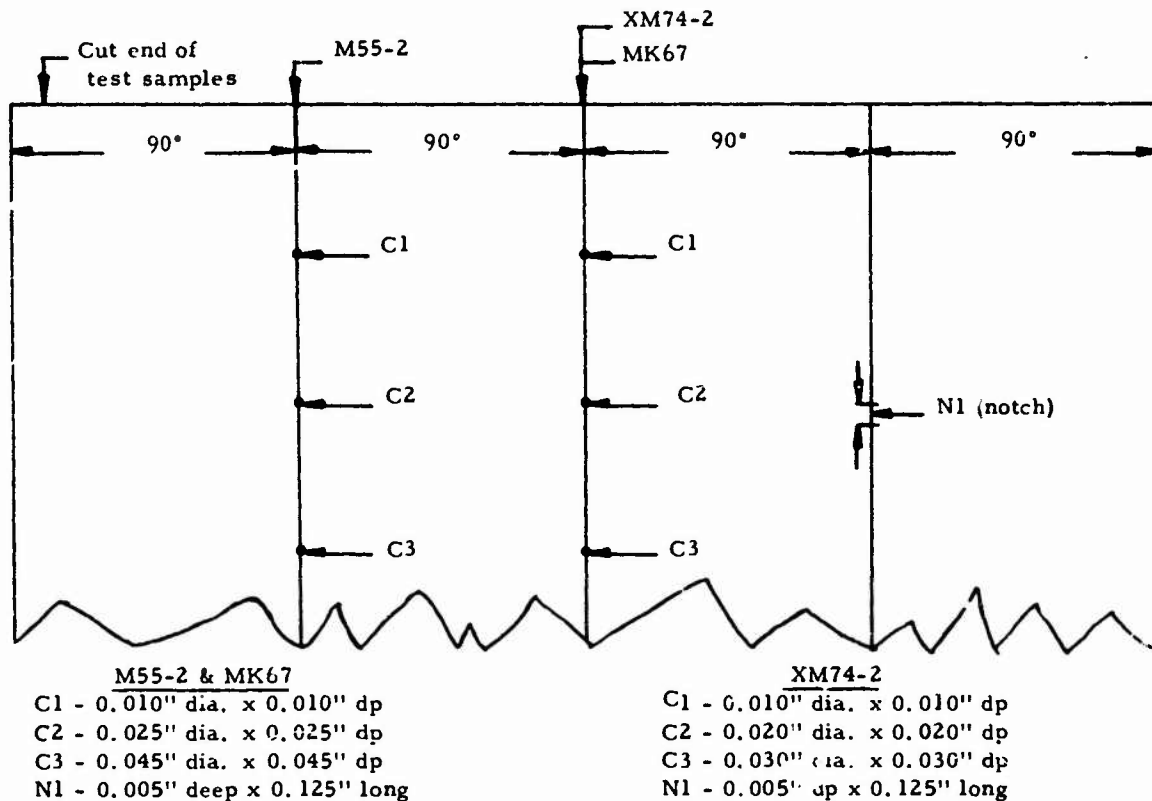 XM74-2
Cut end of
test samples
M55-2
MK67
90°
90°
90°
90°
C1
C1
C2
C2
N1 (notch)
C3
C3
M55-2 & MK67
C1 - 0.010" dia. x 0.010" dp
C2 - 0.025" dia. x 0.025" dp
C3 - 0.045" dia. x 0.045" dp
N1 - 0.005" deep x 0.125" long
XM74-2
C1 - 0.010" dia. x 0.010" dp
C2 - 0.020" dia. x 0.020" dp
C3 - 0.030" dia. x 0.030" dp
N1 - 0.005" dp x 0.125" long